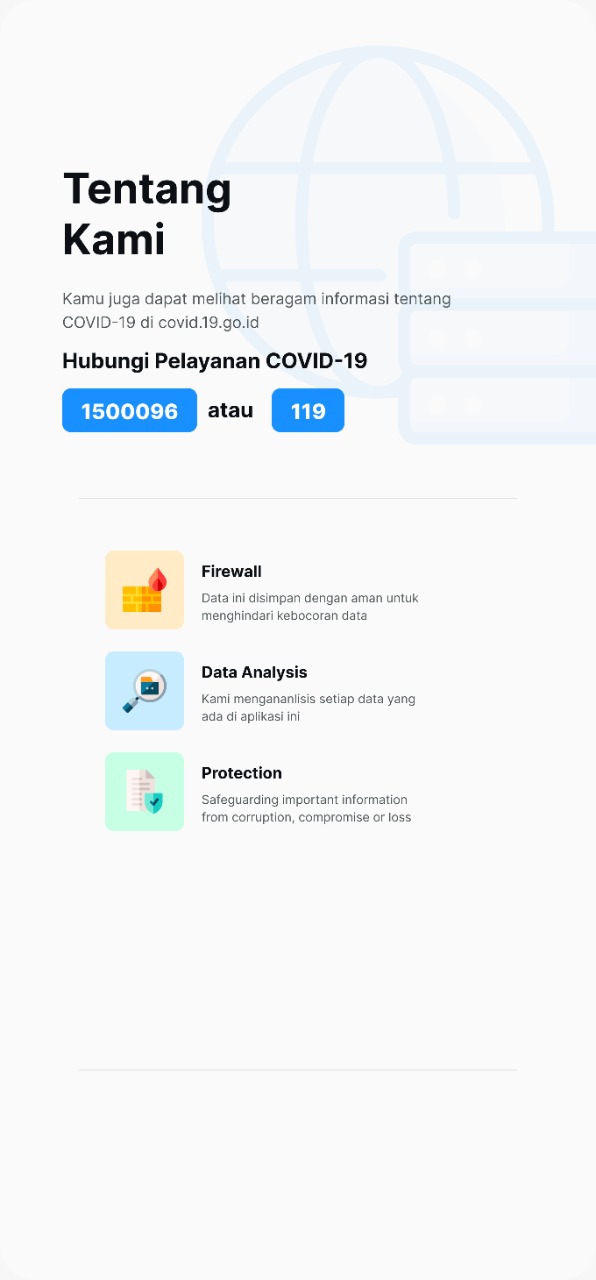 Tentang
Kami
Kamu juga dapat melihat beragam informasi tentang
COVID-19 di covid.19.go.id
Hubungi Pelayanan COVID-19
1500096 atau 119
Firewall
Data ini disimpan dengan aman untuk
menghindari kebocoran data
Data Analysis
Kami mengananlisis setiap data yang
ada di aplikasi ini
Protection
Safeguarding important information
from corruption, compromise or loss